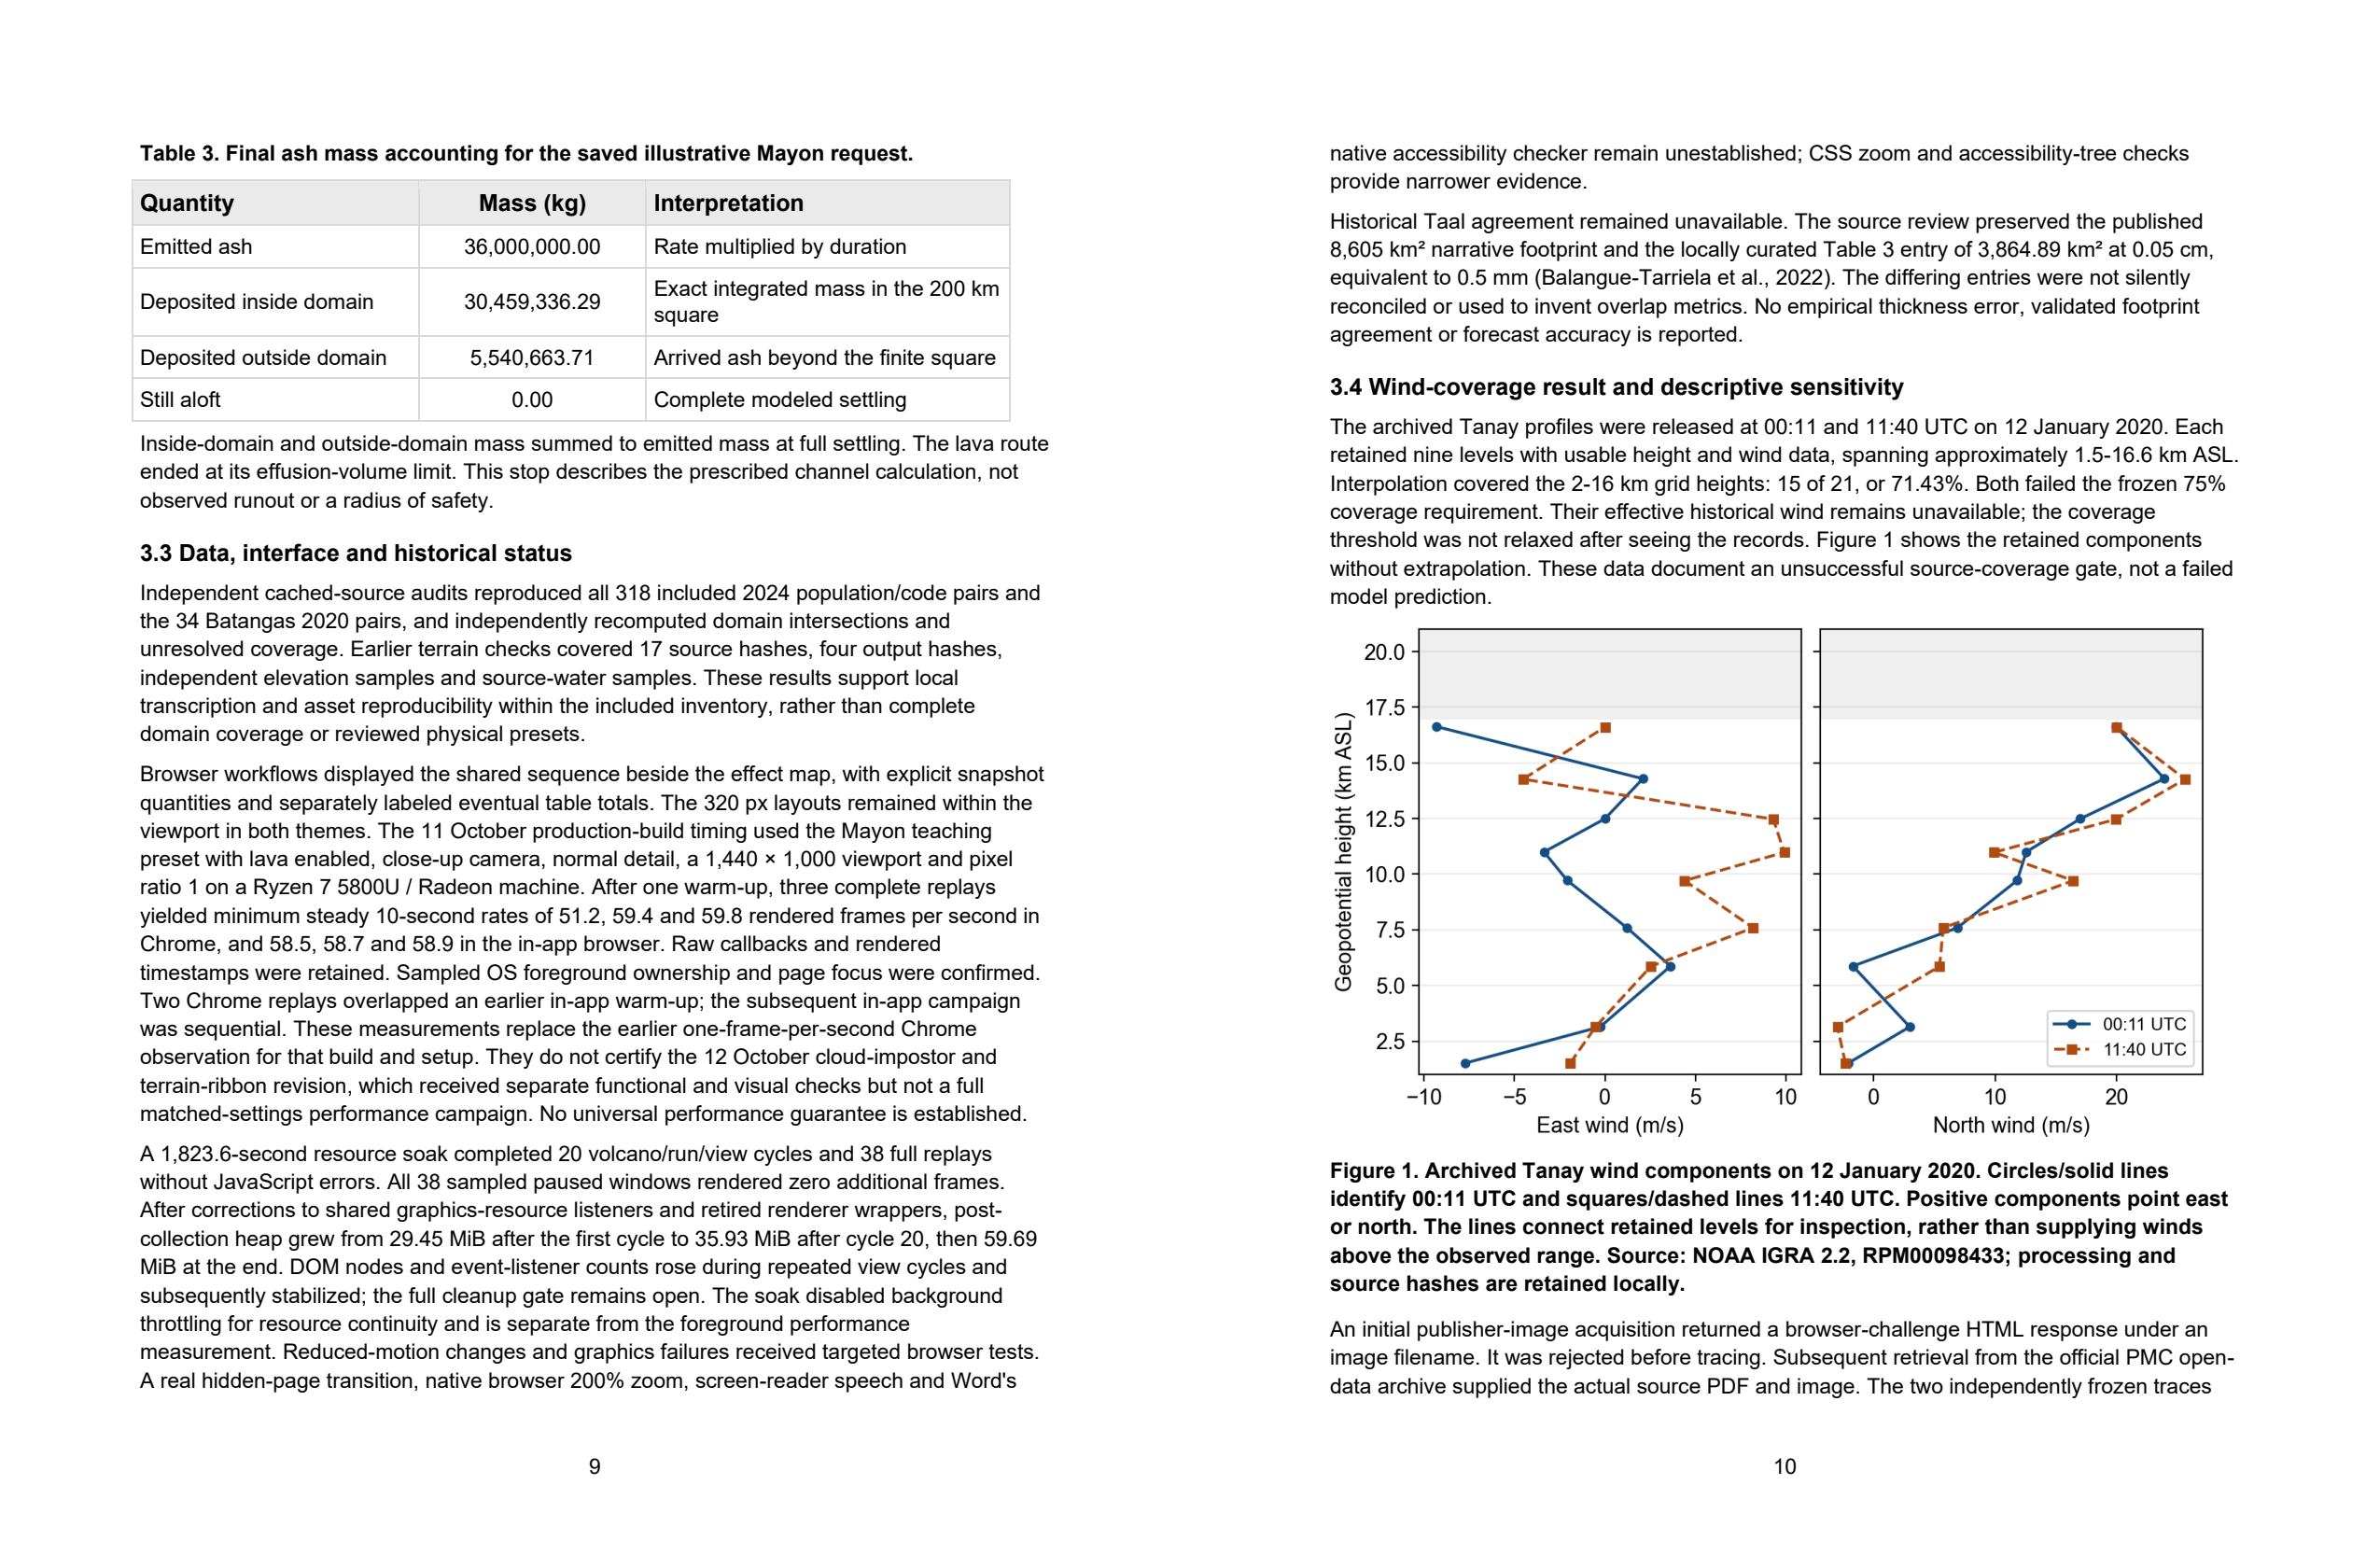 Table 3. Final ash mass accounting for the saved illustrative Mayon request.
Quantity Mass (kg) Interpretation
Emitted ash 36,000,000.00 Rate multiplied by duration
Deposited inside domain 30,459,336.29 Exact integrated mass in the 200 km
square
Deposited outside domain 5,540,663.71 Arrived ash beyond the finite square
Still aloft 0.00 Complete modeled settling
Inside-domain and outside-domain mass summed to emitted mass at full settling. The lava route
ended at its effusion-volume limit. This stop describes the prescribed channel calculation, not
observed runout or a radius of safety.
3.3 Data, interface and historical status
Independent cached-source audits reproduced all 318 included 2024 population/code pairs and
the 34 Batangas 2020 pairs, and independently recomputed domain intersections and
unresolved coverage. Earlier terrain checks covered 17 source hashes, four output hashes,
independent elevation samples and source-water samples. These results support local
transcription and asset reproducibility within the included inventory, rather than complete
domain coverage or reviewed physical presets.
Browser workflows displayed the shared sequence beside the effect map, with explicit snapshot
quantities and separately labeled eventual table totals. The 320 px layouts remained within the
viewport in both themes. The 11 October production-build timing used the Mayon teaching
preset with lava enabled, close-up camera, normal detail, a 1,440 × 1,000 viewport and pixel
ratio 1 on a Ryzen 7 5800U / Radeon machine. After one warm-up, three complete replays
yielded minimum steady 10-second rates of 51.2, 59.4 and 59.8 rendered frames per second in
Chrome, and 58.5, 58.7 and 58.9 in the in-app browser. Raw callbacks and rendered
timestamps were retained. Sampled OS foreground ownership and page focus were confirmed.
Two Chrome replays overlapped an earlier in-app warm-up; the subsequent in-app campaign
was sequential. These measurements replace the earlier one-frame-per-second Chrome
observation for that build and setup. They do not certify the 12 October cloud-impostor and
terrain-ribbon revision, which received separate functional and visual checks but not a full
matched-settings performance campaign. No universal performance guarantee is established.
A 1,823.6-second resource soak completed 20 volcano/run/view cycles and 38 full replays
without JavaScript errors. All 38 sampled paused windows rendered zero additional frames.
After corrections to shared graphics-resource listeners and retired renderer wrappers, post-
collection heap grew from 29.45 MiB after the first cycle to 35.93 MiB after cycle 20, then 59.69
MiB at the end. DOM nodes and event-listener counts rose during repeated view cycles and
subsequently stabilized; the full cleanup gate remains open. The soak disabled background
throttling for resource continuity and is separate from the foreground performance
measurement. Reduced-motion changes and graphics failures received targeted browser tests.
A real hidden-page transition, native browser 200% zoom, screen-reader speech and Word's
9
native accessibility checker remain unestablished; CSS zoom and accessibility-tree checks
provide narrower evidence.
Historical Taal agreement remained unavailable. The source review preserved the published
8,605 km² narrative footprint and the locally curated Table 3 entry of 3,864.89 km² at 0.05 cm,
equivalent to 0.5 mm (Balangue-Tarriela et al., 2022). The differing entries were not silently
reconciled or used to invent overlap metrics. No empirical thickness error, validated footprint
agreement or forecast accuracy is reported.
3.4 Wind-coverage result and descriptive sensitivity
The archived Tanay profiles were released at 00:11 and 11:40 UTC on 12 January 2020. Each
retained nine levels with usable height and wind data, spanning approximately 1.5-16.6 km ASL.
Interpolation covered the 2-16 km grid heights: 15 of 21, or 71.43%. Both failed the frozen 75%
coverage requirement. Their effective historical wind remains unavailable; the coverage
threshold was not relaxed after seeing the records. Figure 1 shows the retained components
without extrapolation. These data document an unsuccessful source-coverage gate, not a failed
model prediction.
Geopotential height (km ASL)
20.0
17.5
15.0
12.5
10.0
7.5
5.0
2.5
−10 −5 0 5 10
East wind (m/s)
00:11 UTC
11:40 UTC
0 10 20
North wind (m/s)
Figure 1. Archived Tanay wind components on 12 January 2020. Circles/solid lines
identify 00:11 UTC and squares/dashed lines 11:40 UTC. Positive components point east
or north. The lines connect retained levels for inspection, rather than supplying winds
above the observed range. Source: NOAA IGRA 2.2, RPM00098433; processing and
source hashes are retained locally.
An initial publisher-image acquisition returned a browser-challenge HTML response under an
image filename. It was rejected before tracing. Subsequent retrieval from the official PMC open-
data archive supplied the actual source PDF and image. The two independently frozen traces
10